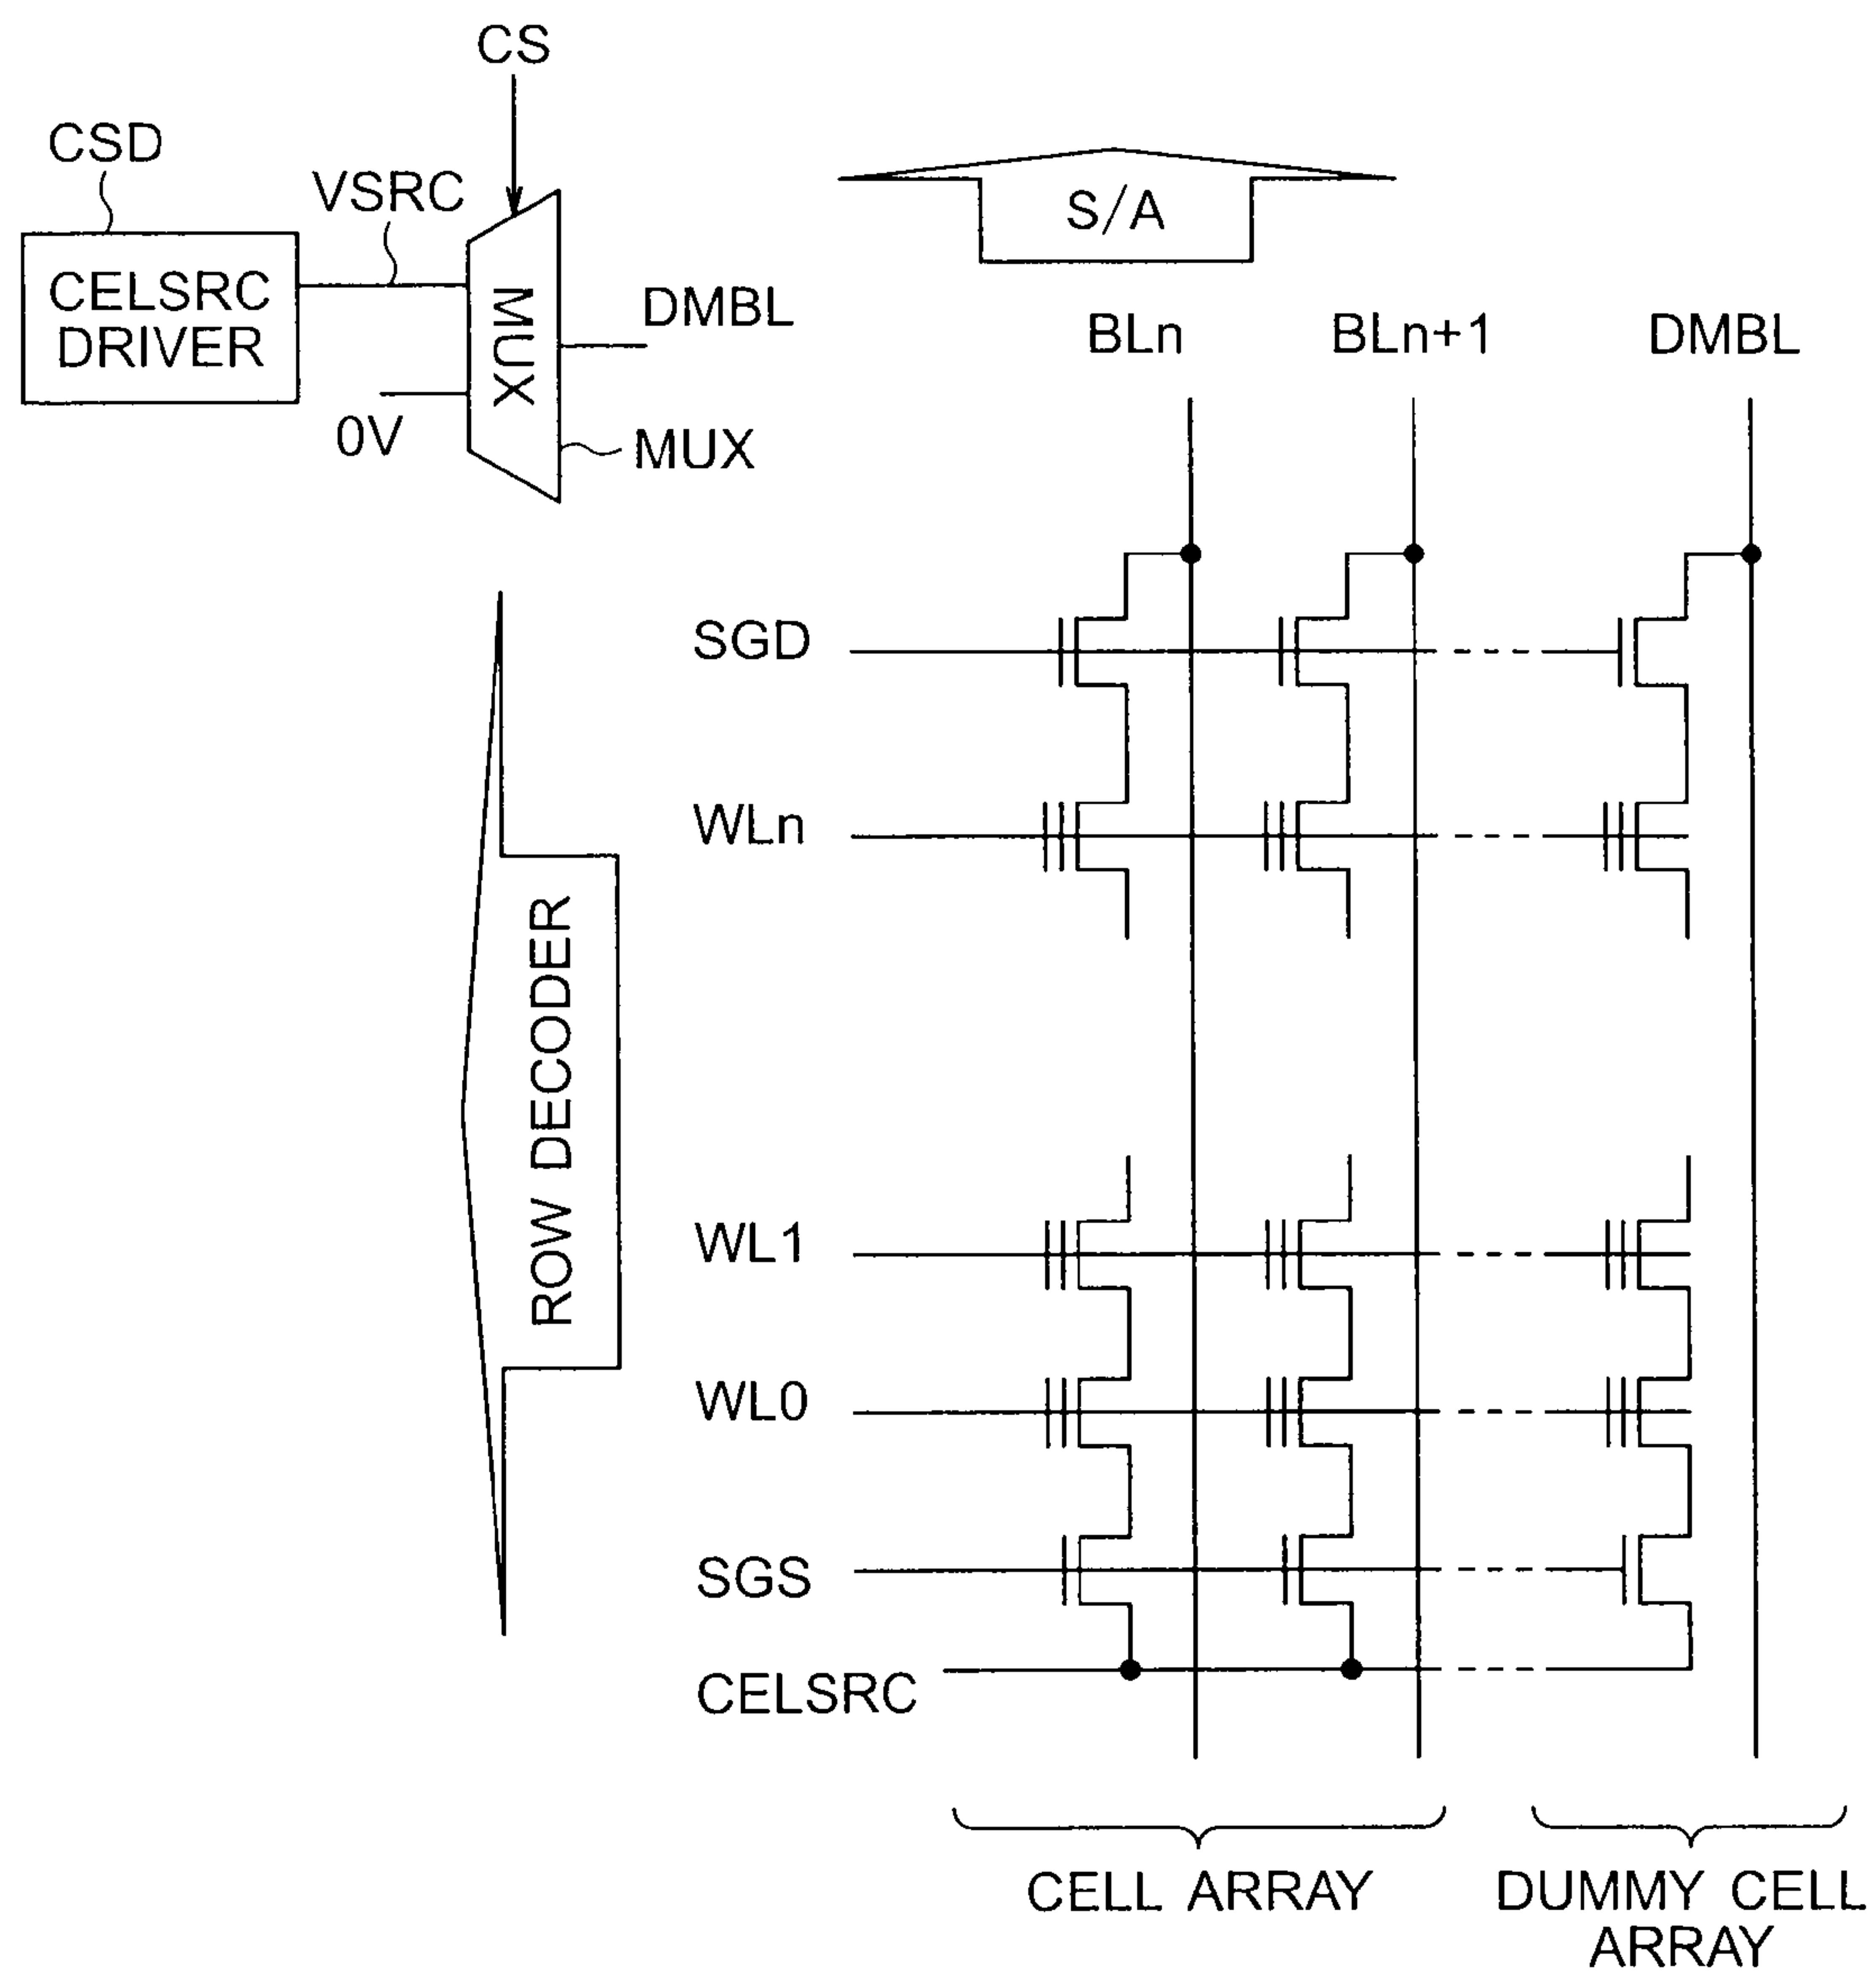 CS
CSD
VSRC
CELSRC
DRIVER
MUX
DMBL
0V
MUX
S/A
BLn
BLn+1
DMBL
SGD
WLn
ROW DECODER
WL1
WL0
SGS
CELSRC
CELL ARRAY
DUMMY CELL
ARRAY